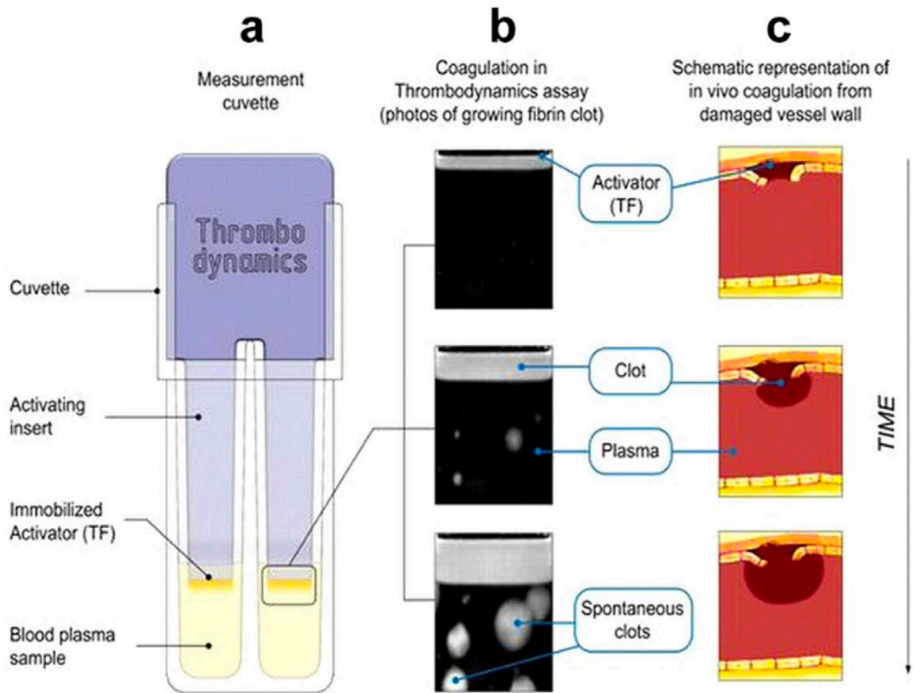 a
Measurement
cuvette
Thrombo
dynamics
Cuvette
Activating
insert
Immobilized
Activator (TF)
Blood plasma
sample
b
Coagulation in
Thrombodynamics assay
(photos of growing fibrin clot)
c
Schematic representation of
in vivo coagulation from
damaged vessel wall
Activator
(TF)
Clot
Plasma
Spontaneous
clots
TIME